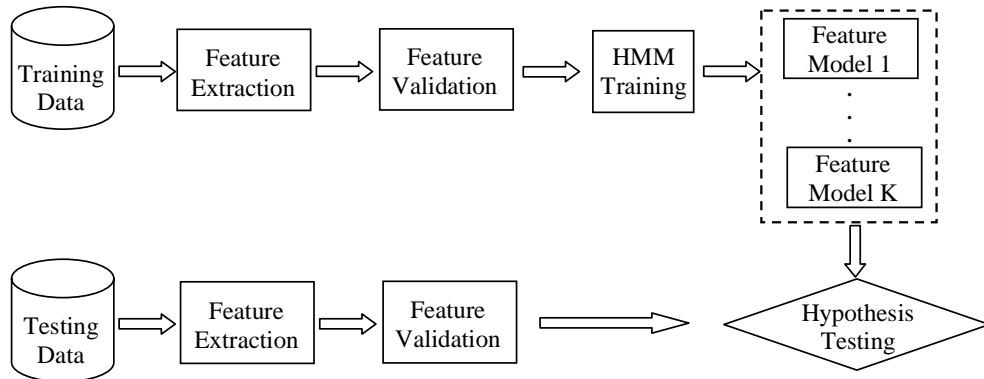 Training
Data
Feature
Extraction
Feature
Validation
HMM
Training
Feature
Model 1
.
.
.
Feature
Model K
Testing
Data
Feature
Extraction
Feature
Validation
Hypothesis
Testing